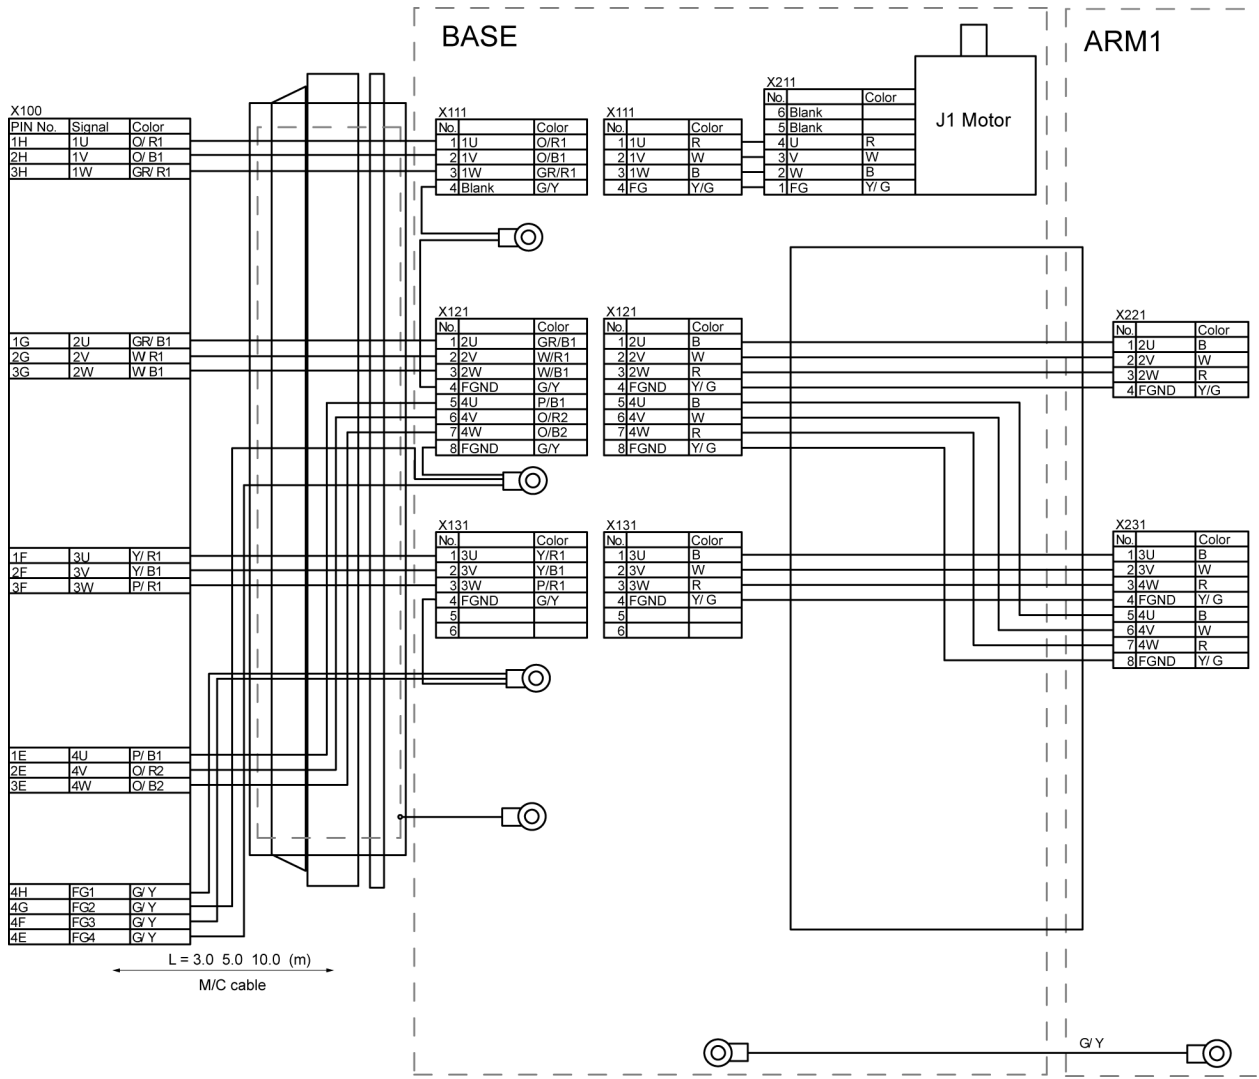 BASE
ARM1
X100
PIN No. Signal Color
1H 1U O/ R1
2H 1V O/ B1
3H 1W GR/ R1
1G 2U GR/ B1
2G 2V W/ R1
3G 2W W/ B1
1F 3U Y/ R1
2F 3V Y/ B1
3F 3W P/ R1
1E 4U P/ B1
2E 4V O/ R2
3E 4W O/ B2
4H FG1 G/ Y
4G FG2 G/ Y
4F FG3 G/ Y
4E FG4 G/ Y
L = 3.0 5.0 10.0 (m)
M/C cable
X111
No. Color
1 1U O/R1
2 1V O/B1
3 1W GR/R1
4 Blank G/Y
X111
No. Color
1 1U R
2 1V W
3 1W B
4 FG Y/G
X211
No. Color
6 Blank
5 Blank
4 U R
3 V W
2 W B
1 FG Y/ G
J1 Motor
X121
No. Color
1 2U GR/B1
2 2V W/R1
3 2W W/B1
4 FGND G/Y
5 4U P/B1
6 4V O/R2
7 4W O/B2
8 FGND G/Y
X121
No. Color
1 2U B
2 2V W
3 2W R
4 FGND Y/ G
5 4U B
6 4V W
7 4W R
8 FGND Y/ G
X221
No. Color
1 2U B
2 2V W
3 2W R
4 FGND Y/G
X131
No. Color
1 3U Y/R1
2 3V Y/B1
3 3W P/R1
4 FGND G/Y
5
6
X131
No. Color
1 3U B
2 3V W
3 3W R
4 FGND Y/ G
5
6
X231
No. Color
1 3U B
2 3V W
3 4W R
4 FGND Y/ G
5 4U B
6 4V W
7 4W R
8 FGND Y/ G
G/ Y